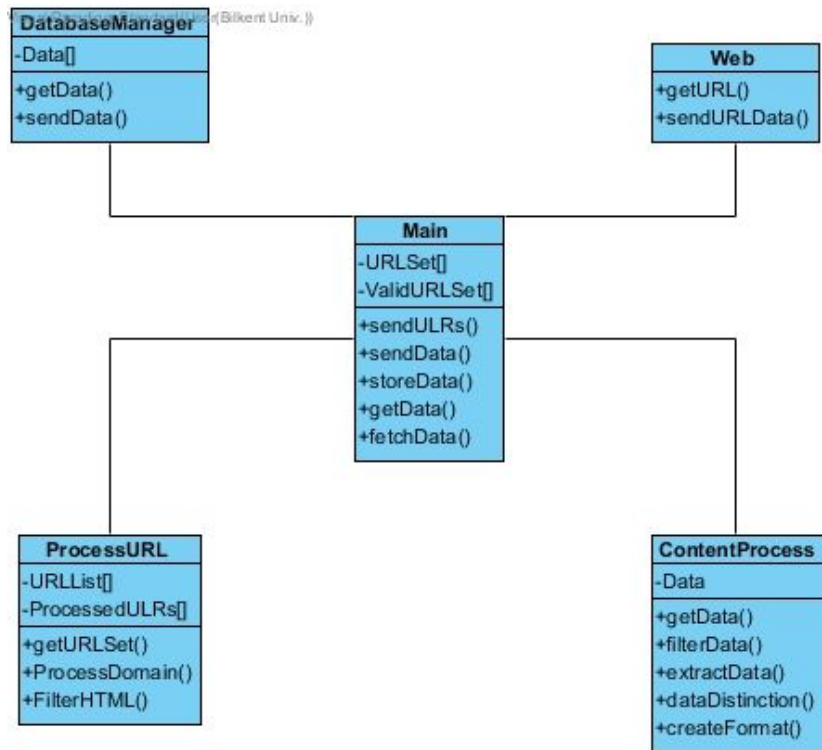 (Bilkent Univ.))
DatabaseManager
-Data[]
+getData()
+sendData()
Web
+getURL()
+sendURLData()
Main
-URLSet[]
-ValidURLSet[]
+sendULRs()
+sendData()
+storeData()
+getData()
+fetchData()
ProcessURL
-URLList[]
-ProcessedULRs[]
+getURLSet()
+ProcessDomain()
+FilterHTML()
ContentProcess
-Data
+getData()
+filterData()
+extractData()
+dataDistinction()
+createFormat()